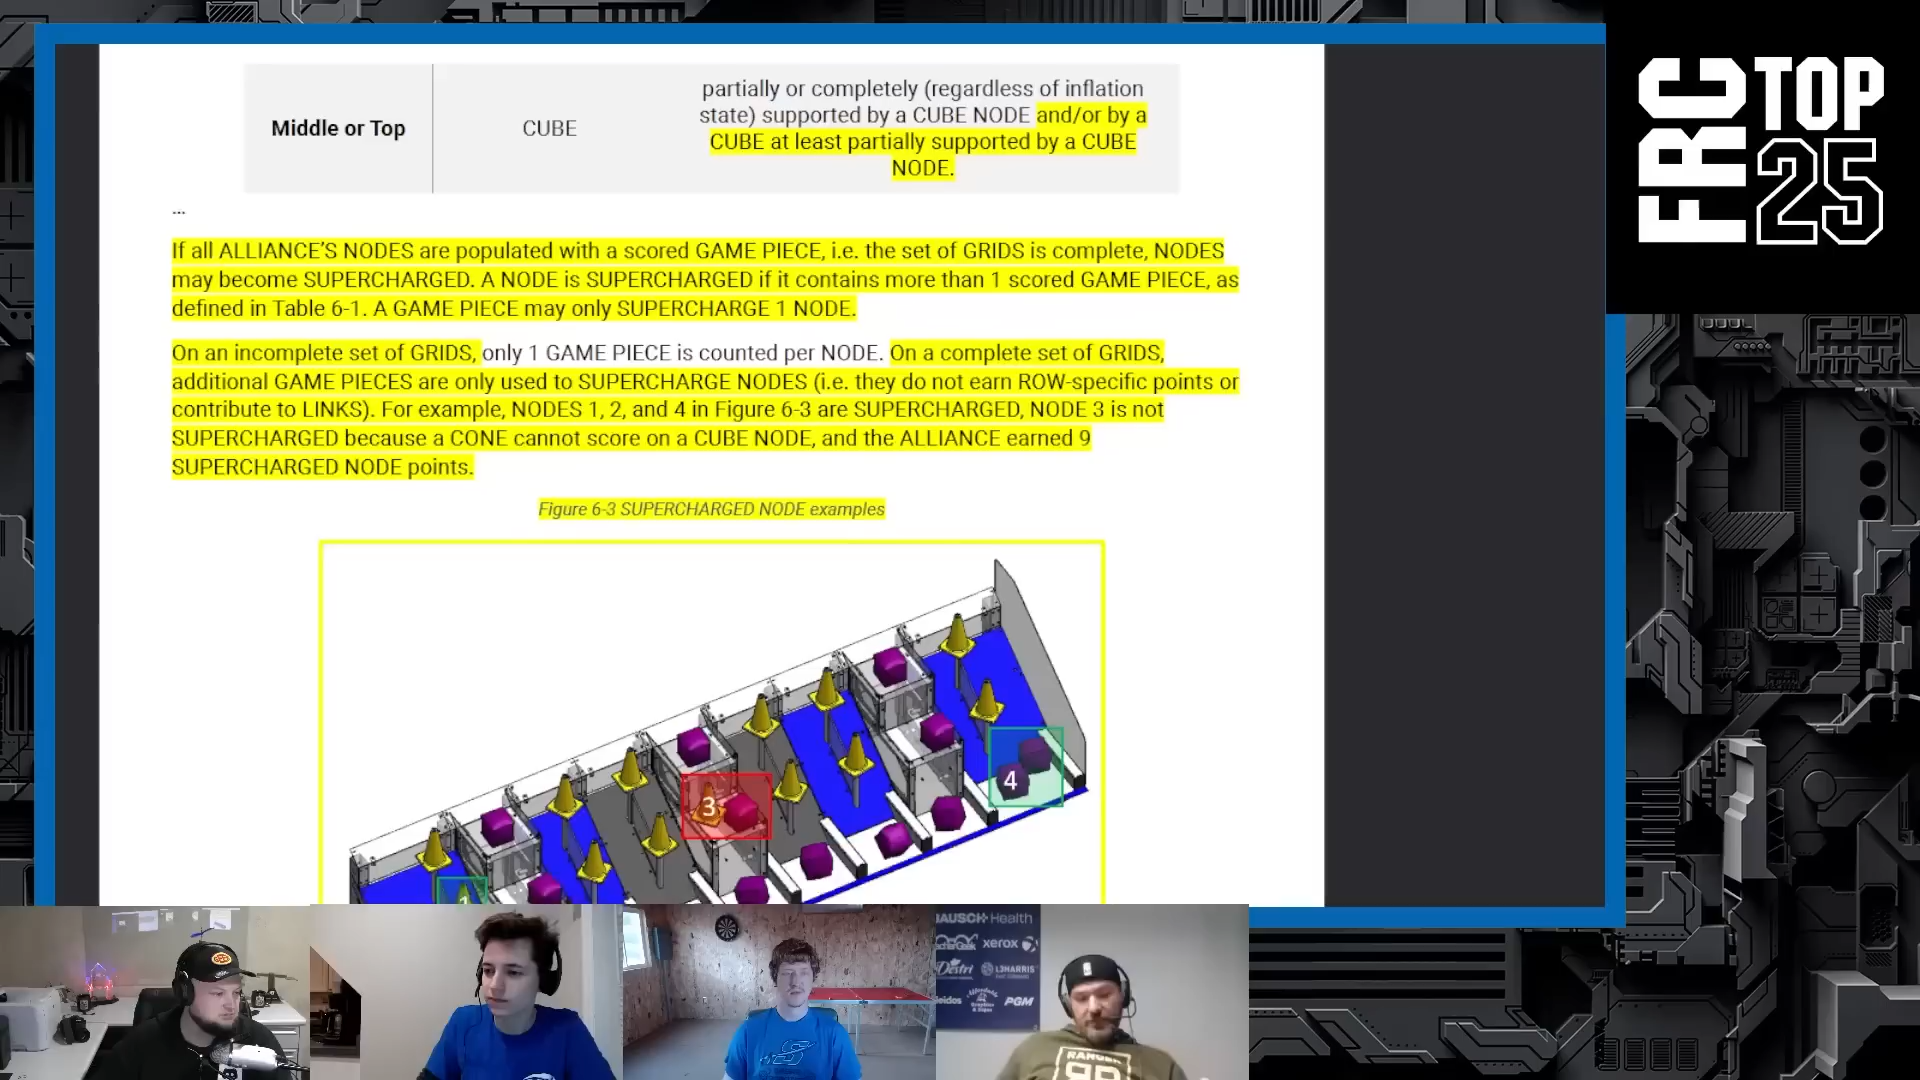 partially or completely (regardless of inflation
state) supported by a CUBE NODE and/or by a
Middle or Top
CUBE
CUBE at least partially supported by a CUBE
NODE.
...
If all ALLIANCE'S NODES are populated with a scored GAME PIECE, i.e. the set of GRIDS is complete, NODES
may become SUPERCHARGED. A NODE is SUPERCHARGED if it contains more than 1 scored GAME PIECE, as
defined in Table 6-1. A GAME PIECE may only SUPERCHARGE 1 NODE.
On an incomplete set of GRIDS, only 1 GAME PIECE is counted per NODE. On a complete set of GRIDS,
additional GAME PIECES are only used to SUPERCHARGE NODES (i.e. they do not earn ROW-specific points or
contribute to LINKS). For example, NODES 1, 2, and 4 in Figure 6-3 are SUPERCHARGED, NODE 3 is not
SUPERCHARGED because a CONE cannot score on a CUBE NODE, and the ALLIANCE earned 9
SUPERCHARGED NODE points.
Figure 6-3 SUPERCHARGED NODE examples
4
3
FRC
TOP
25
BAUSCH+ Health
xerox
Destri
L3HARRIS
PGM
RANGER